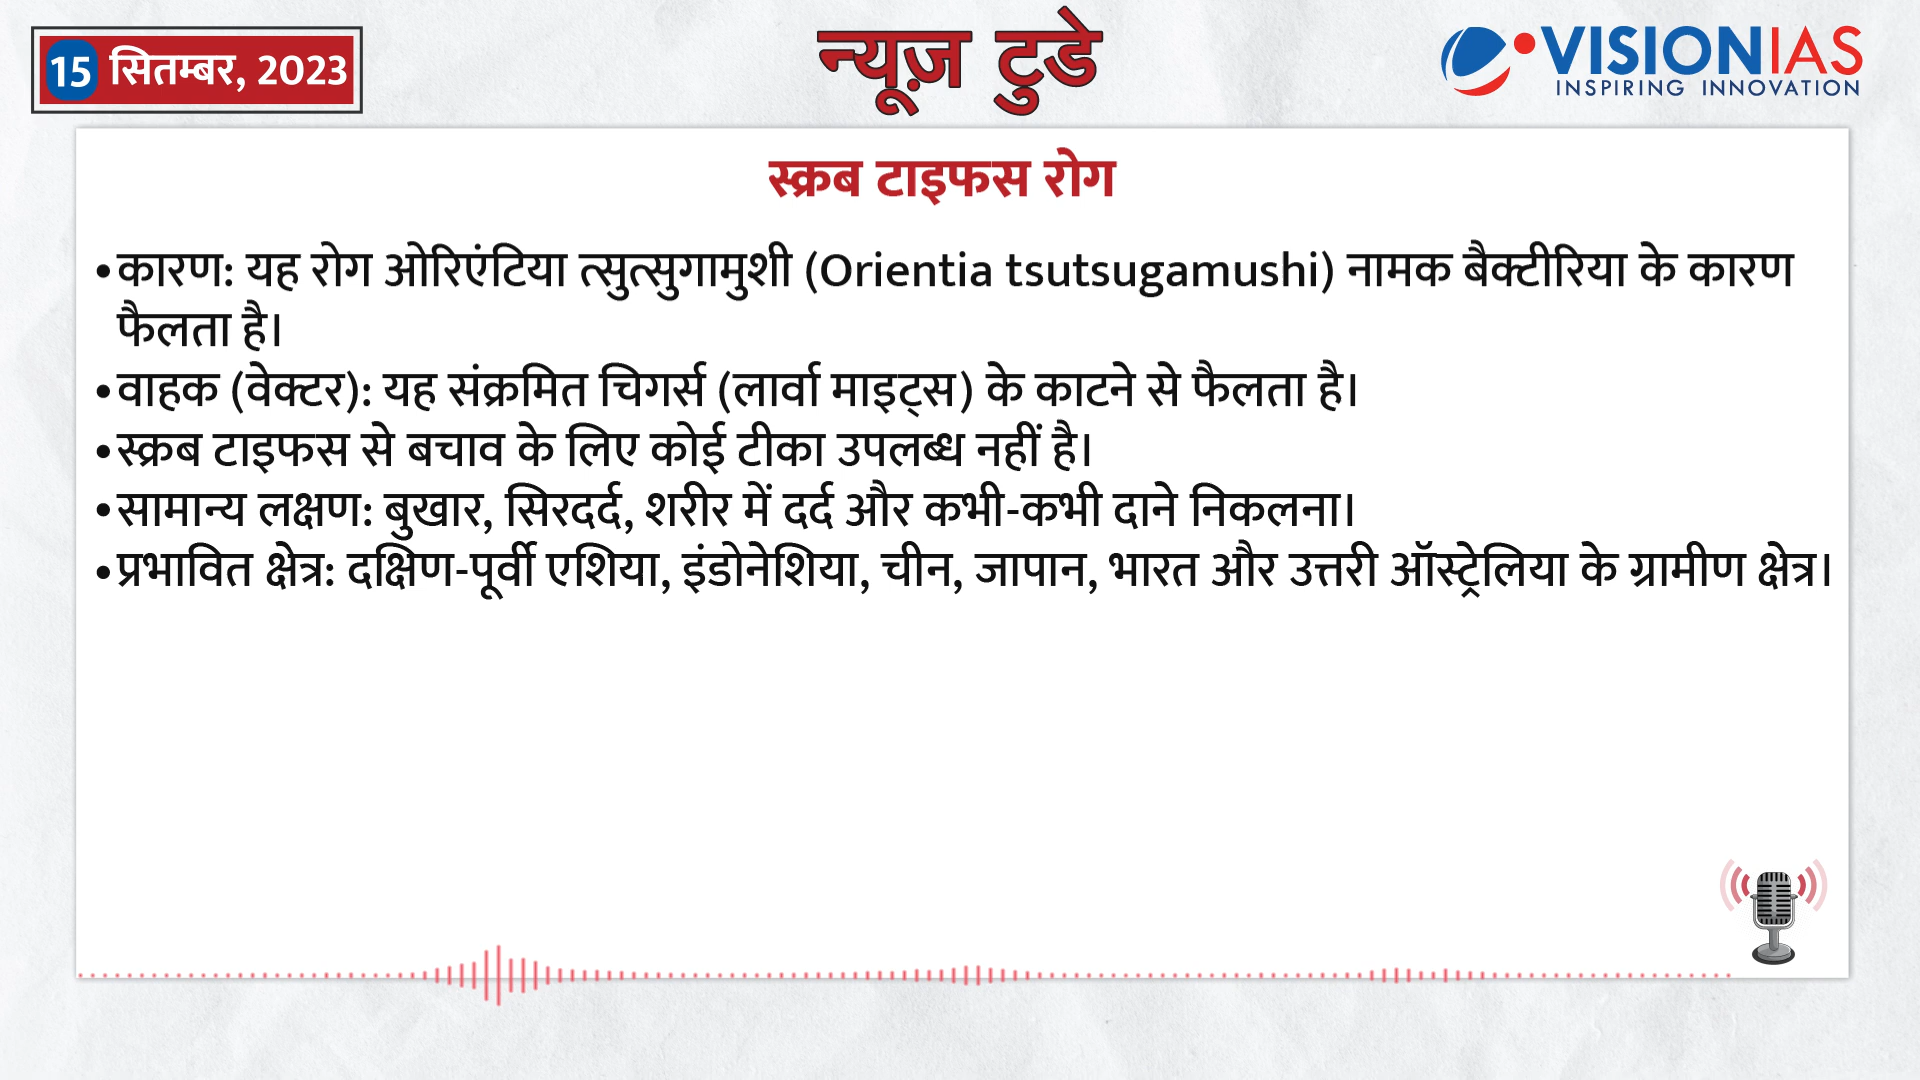 15 सितम्बर, 2023
न्यूज़ टुडे
VISIONIAS
INSPIRING INNOVATION
स्क्रब टाइफस रोग
•कारण: यह रोग ओरिएंटिया त्सुत्सुगामुशी (Orientia tsutsugamushi) नामक बैक्टीरिया के कारण
फैलता है।
•वाहक (वेक्टर): यह संक्रमित चिगर्स (लार्वा माइट्स) के काटने से फैलता है।
•स्क्रब टाइफस से बचाव के लिए कोई टीका उपलब्ध नहीं है।
•सामान्य लक्षण: बुखार, सिरदर्द, शरीर में दर्द और कभी-कभी दाने निकलना।
•प्रभावित क्षेत्र: दक्षिण-पूर्वी एशिया, इंडोनेशिया, चीन, जापान, भारत और उत्तरी ऑस्ट्रेलिया के ग्रामीण क्षेत्र।